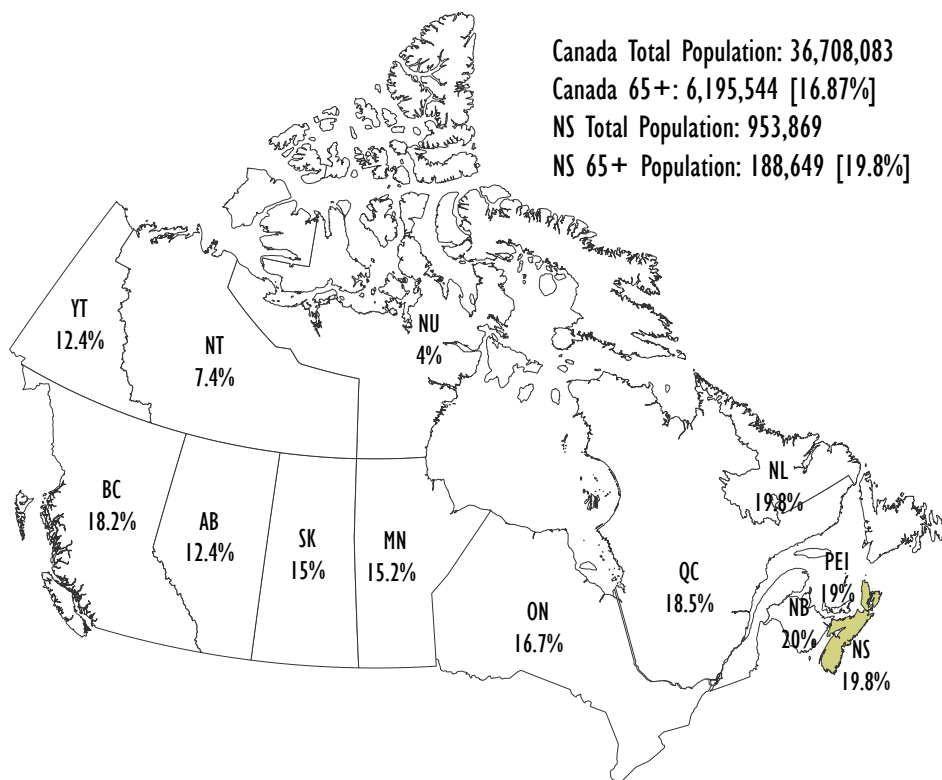 Canada Total Population: 36,708,083
Canada 65+: 6,195,544 [16.87%]
NS Total Population: 953,869
NS 65+ Population: 188,649 [19.8%]
YT
12.4%
NT
7.4%
NU
4%
BC
18.2%
AB
12.4%
SK
15%
MN
15.2%
ON
16.7%
QC
18.5%
NL
19.8%
PEI
19%
NB
20%
NS
19.8%